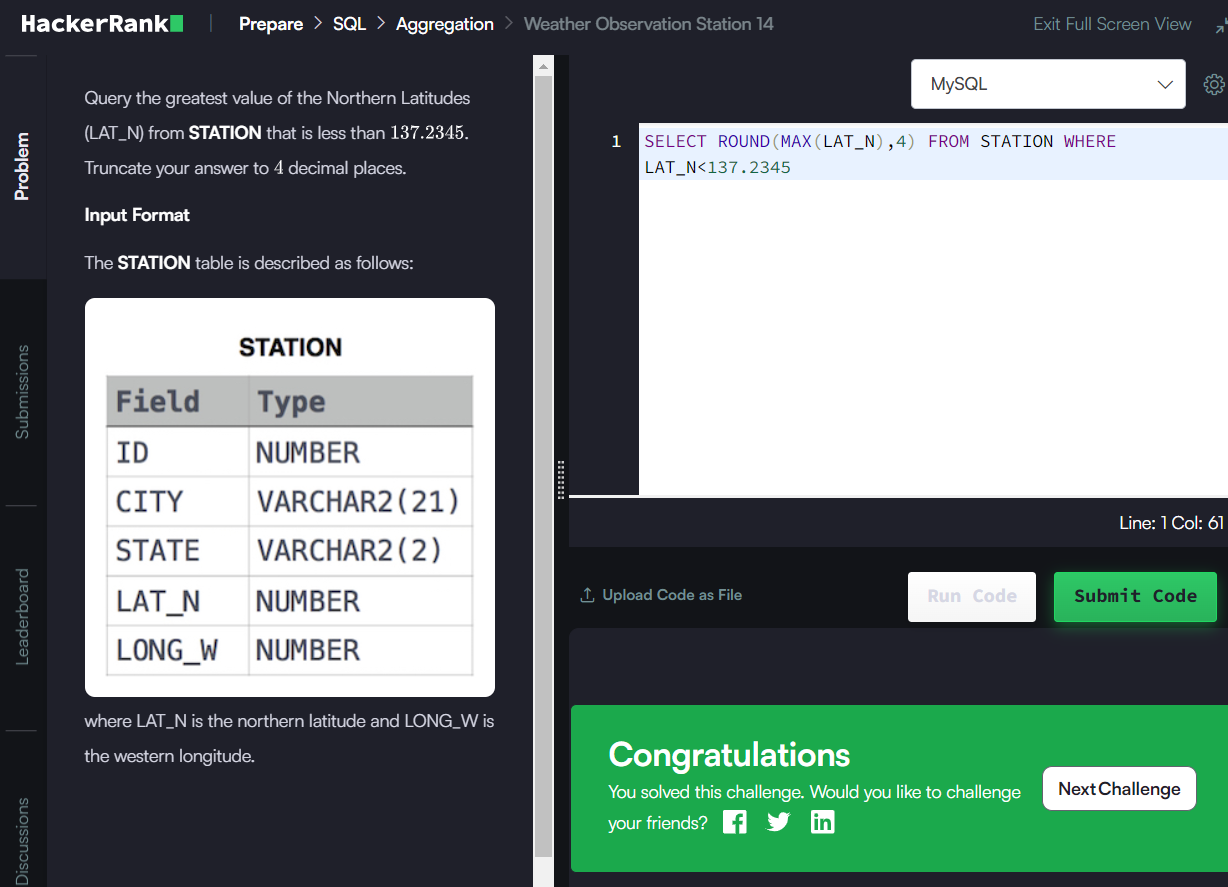 HackerRank
Prepare > SQL > Aggregation > Weather Observation Station 14
Exit Full Screen View
Problem
Submissions
Leaderboard
Discussions
Query the greatest value of the Northern Latitudes
(LAT_N) from STATION that is less than 137.2345.
Truncate your answer to 4 decimal places.
Input Format
The STATION table is described as follows:
STATION
Field Type
ID NUMBER
CITY VARCHAR2(21)
STATE VARCHAR2(2)
LAT_N NUMBER
LONG_W NUMBER
where LAT_N is the northern latitude and LONG_W is
the western longitude.
MySQL
1 SELECT ROUND(MAX(LAT_N),4) FROM STATION WHERE
LAT_N<137.2345
Line: 1 Col: 61
Upload Code as File
Run Code
Submit Code
Congratulations
You solved this challenge. Would you like to challenge
your friends?
Next Challenge